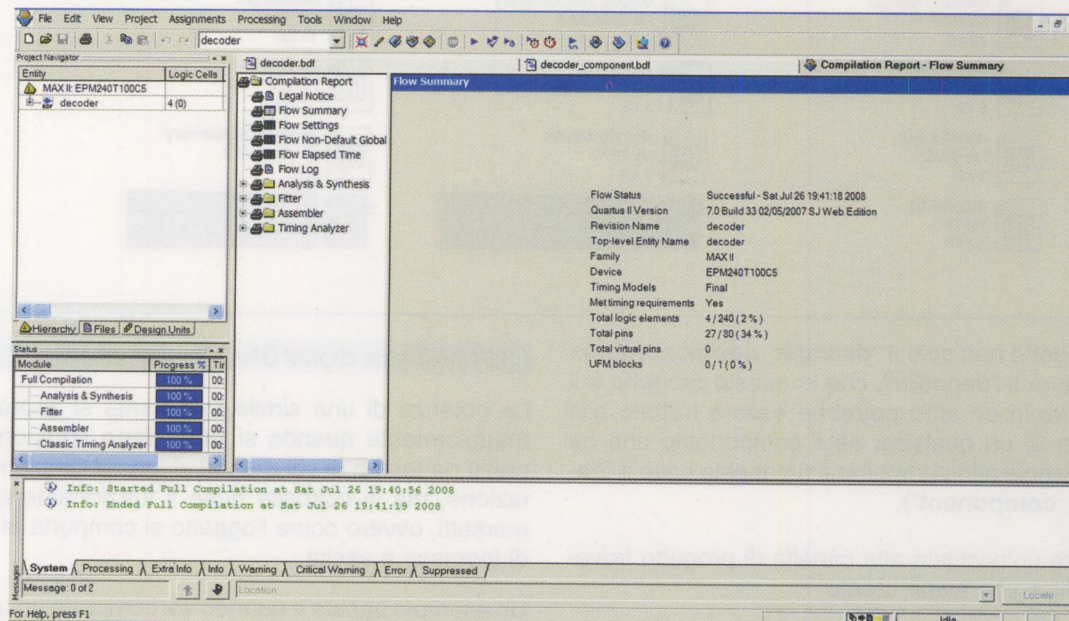 File Edit View Project Assignments Processing Tools Window Help
decoder
Project Navigator
Entity Logic Cells
MAX II: EPM240T100C5
decoder 4 (0)
Hierarchy Files Design Units
Status
Module Progress % Tir
Full Compilation 100 % 00:
Analysis & Synthesis 100 % 00:
Fitter 100 % 00:
Assembler 100 % 00:
Classic Timing Analyzer 100 % 00:
decoder.bdf
decoder_component.bdf
Compilation Report - Flow Summary
Compilation Report
Legal Notice
Flow Summary
Flow Settings
Flow Non-Default Global
Flow Elapsed Time
Flow Log
Analysis & Synthesis
Fitter
Assembler
Timing Analyzer
Flow Summary
Flow Status Successful - Sat Jul 26 19:41:18 2008
Quartus II Version 7.0 Build 33 02/05/2007 SJ Web Edition
Revision Name decoder
Top-level Entity Name decoder
Family MAX II
Device EPM240T100C5
Timing Models Final
Met timing requirements Yes
Total logic elements 4 / 240 ( 2 % )
Total pins 27 / 80 ( 34 % )
Total virtual pins 0
UFM blocks 0 / 1 ( 0 % )
Info: Started Full Compilation at Sat Jul 26 19:40:56 2008
Info: Ended Full Compilation at Sat Jul 26 19:41:19 2008
System Processing Extra Info Info Warning Critical Warning Error Suppressed
Messages
Message: 0 of 2
Location:
Locate
For Help, press F1
Idle